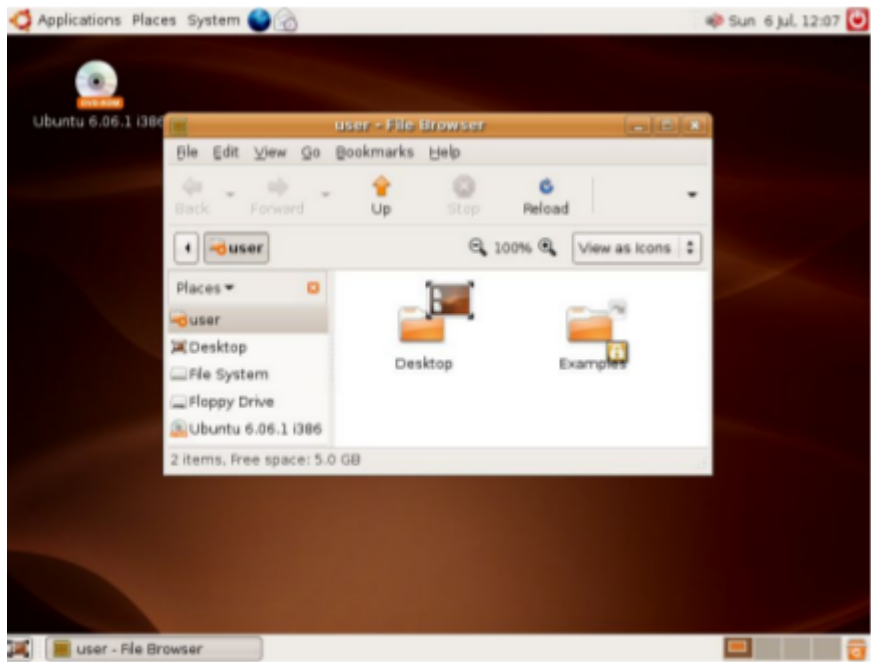 Applications Places System
Sun 6 Jul, 12:07
DVD-ROM
Ubuntu 6.06.1 i386
user - File Browser
File Edit View Go Bookmarks Help
Back Forward Up Stop Reload
user 100% View as Icons
Places
user
Desktop
File System
Floppy Drive
Ubuntu 6.06.1 i386
Desktop Examples
2 items, Free space: 5.0 GB
user - File Browser